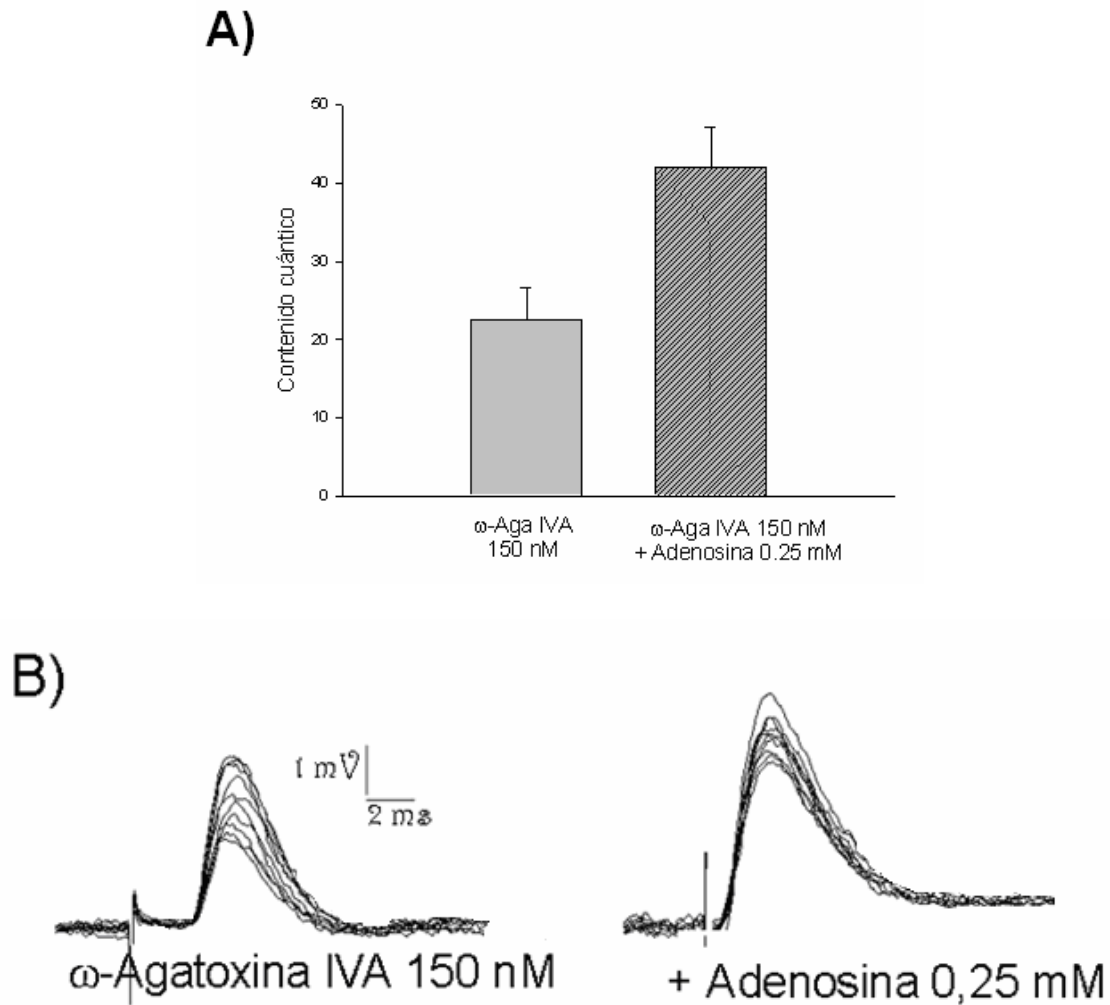 A)
50
40
30
20
10
0
Contenido cuántico
ω-Aga IVA
150 nM
ω-Aga IVA 150 nM
+ Adenosina 0.25 mM
B)
1 mV
2 ms
ω-Agatoxina IVA 150 nM
+ Adenosina 0,25 mM